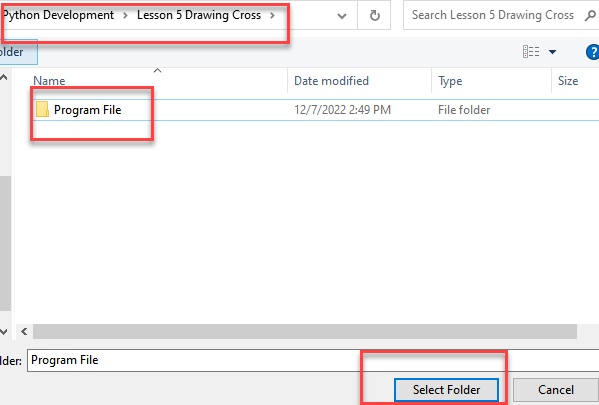 Python Development > Lesson 5 Drawing Cross >
Search Lesson 5 Drawing Cross
older
Name Date modified Type Size
Program File 12/7/2022 2:49 PM File folder
lder: Program File
Select Folder Cancel